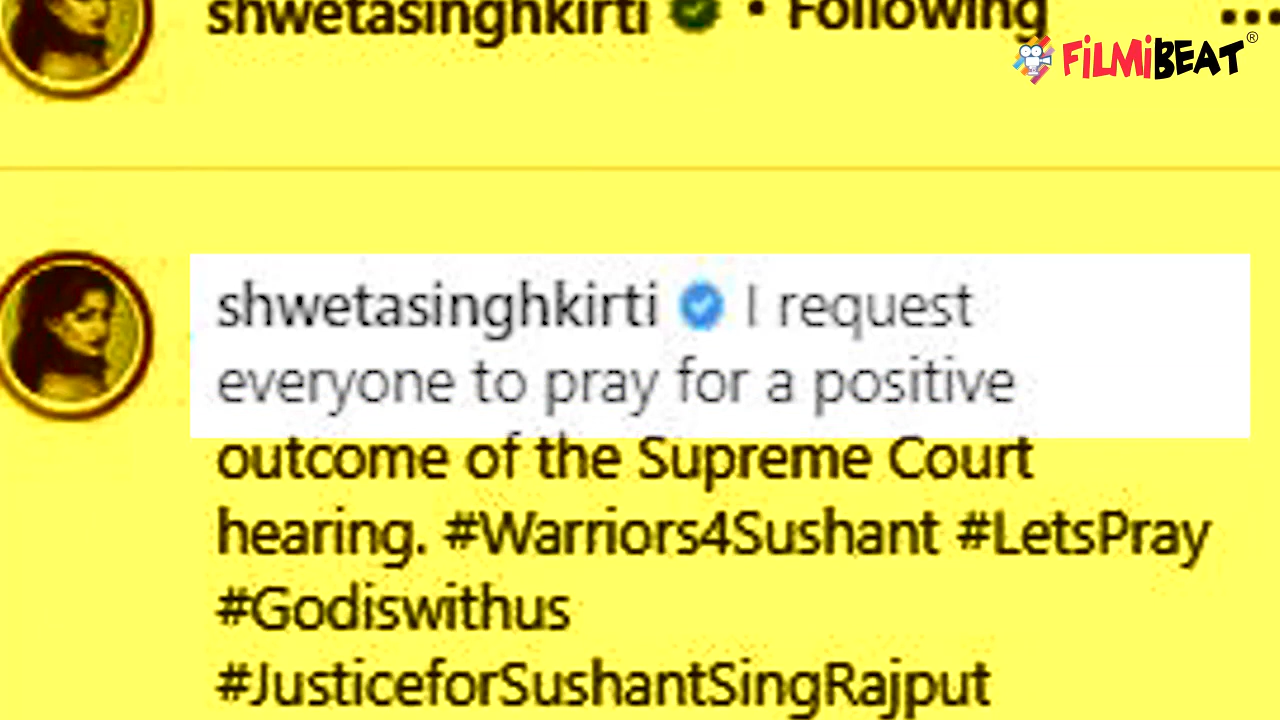 shwetasinghkirti • Following
FiLMiBEAT®
shwetasinghkirti I request
everyone to pray for a positive
outcome of the Supreme Court
hearing. #Warriors4Sushant #LetsPray
#Godiswithus
#JusticeforSushantSingRajput